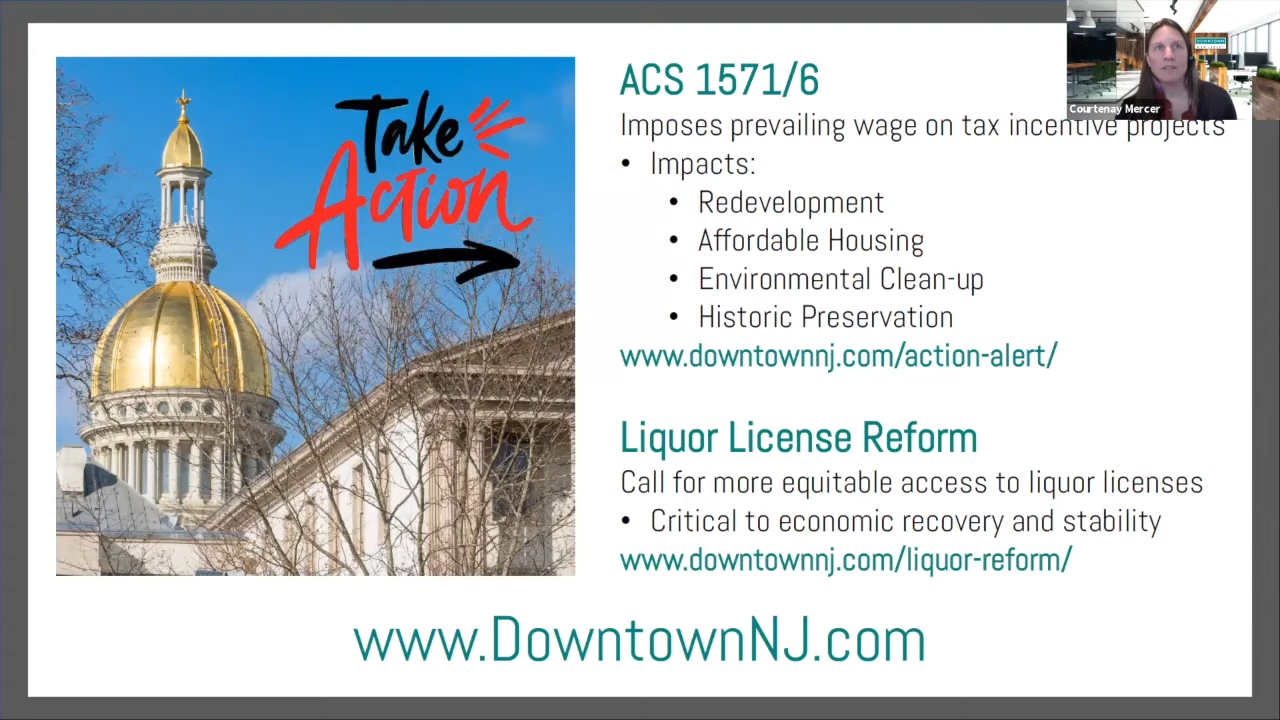 Take
Action
ACS 1571/6
Imposes prevailing wage on tax incentive projects
• Impacts:
• Redevelopment
• Affordable Housing
• Environmental Clean-up
• Historic Preservation
www.downtownnj.com/action-alert/
Liquor License Reform
Call for more equitable access to liquor licenses
• Critical to economic recovery and stability
www.downtownnj.com/liquor-reform/
www.DowntownNJ.com
DOWNTOWN
Courtenay Mercer